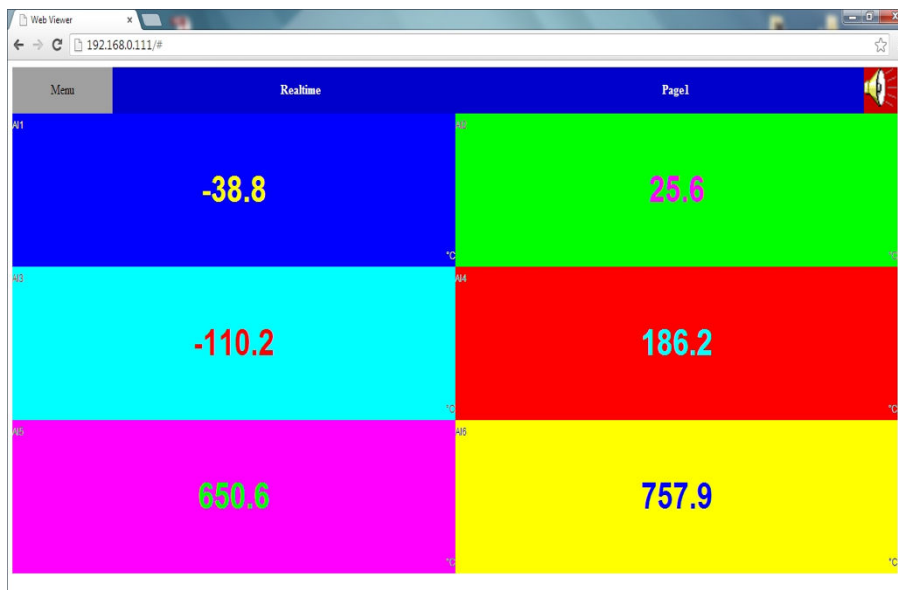 Web Viewer
192.168.0.111/#
Menu
Realtime
Page1
AI1
AI2
-38.8
25.6
°C
°C
AI3
AI4
-110.2
186.2
°C
°C
AI5
AI6
650.6
757.9
°C
°C